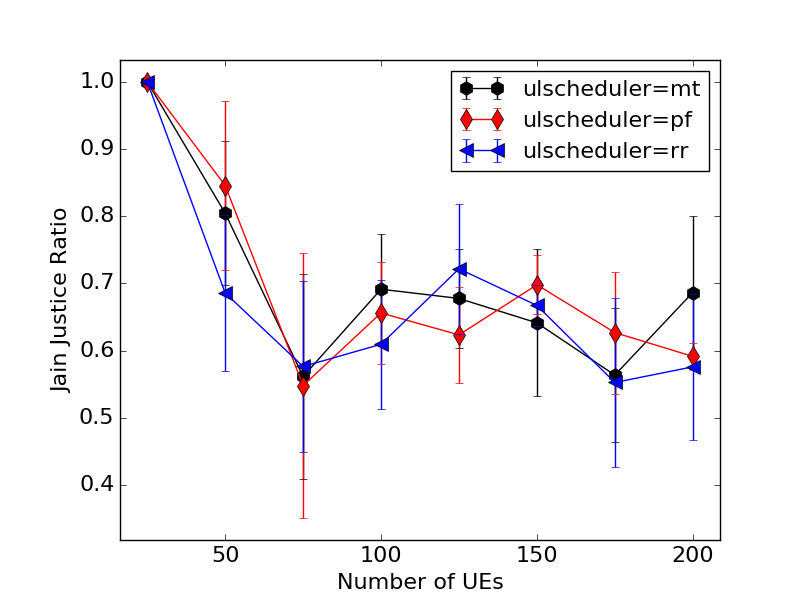 ulscheduler=mt
ulscheduler=pf
ulscheduler=rr
1.0
0.9
0.8
0.7
0.6
0.5
0.4
Jain Justice Ratio
50 100 150 200
Number of UEs